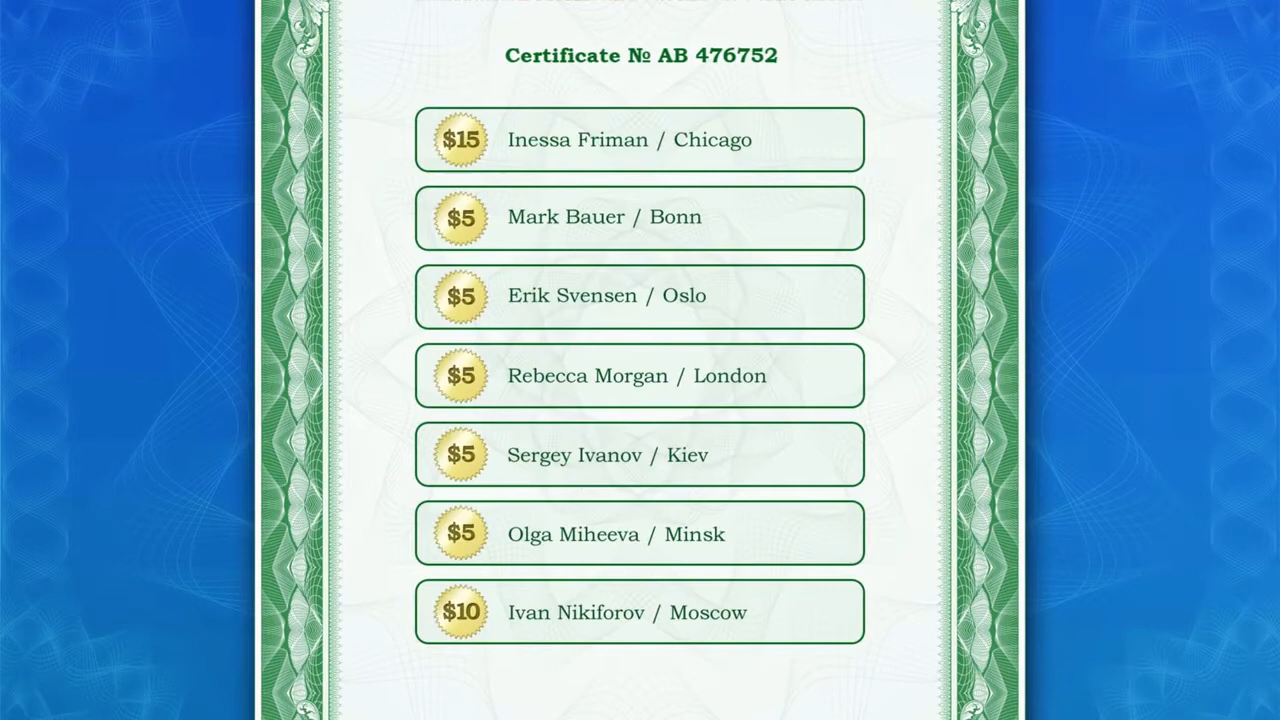 Certificate № AB 476752
$15 Inessa Friman / Chicago
$5 Mark Bauer / Bonn
$5 Erik Svensen / Oslo
$5 Rebecca Morgan / London
$5 Sergey Ivanov / Kiev
$5 Olga Miheeva / Minsk
$10 Ivan Nikiforov / Moscow